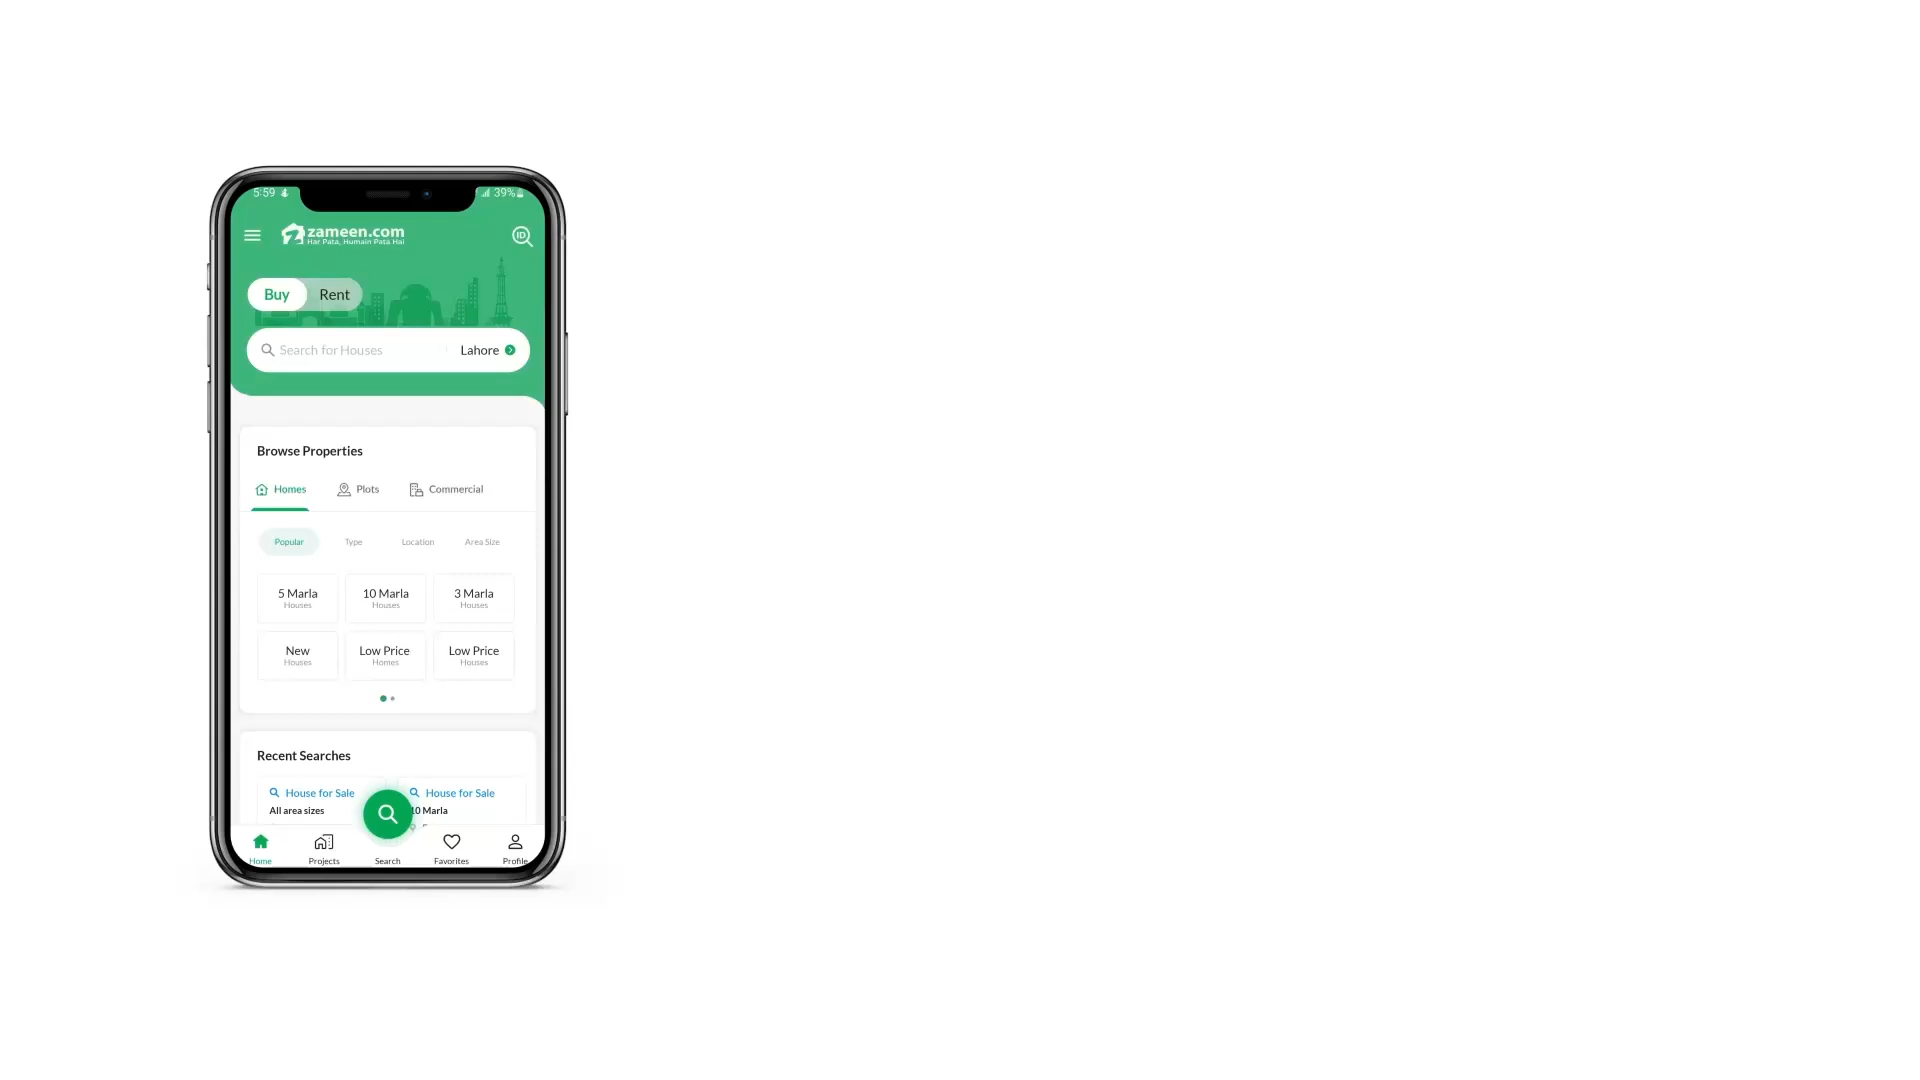 5:59
39%
zameen.com
Har Pata, Humain Pata Hai
ID
Buy Rent
Search for Houses Lahore
Browse Properties
Homes Plots Commercial
Popular Type Location Area Size
5 Marla 10 Marla 3 Marla
Houses Houses Houses
New Low Price Low Price
Houses Homes Houses
Recent Searches
House for Sale House for Sale
All area sizes 10 Marla
Home Projects Search Favorites Profile